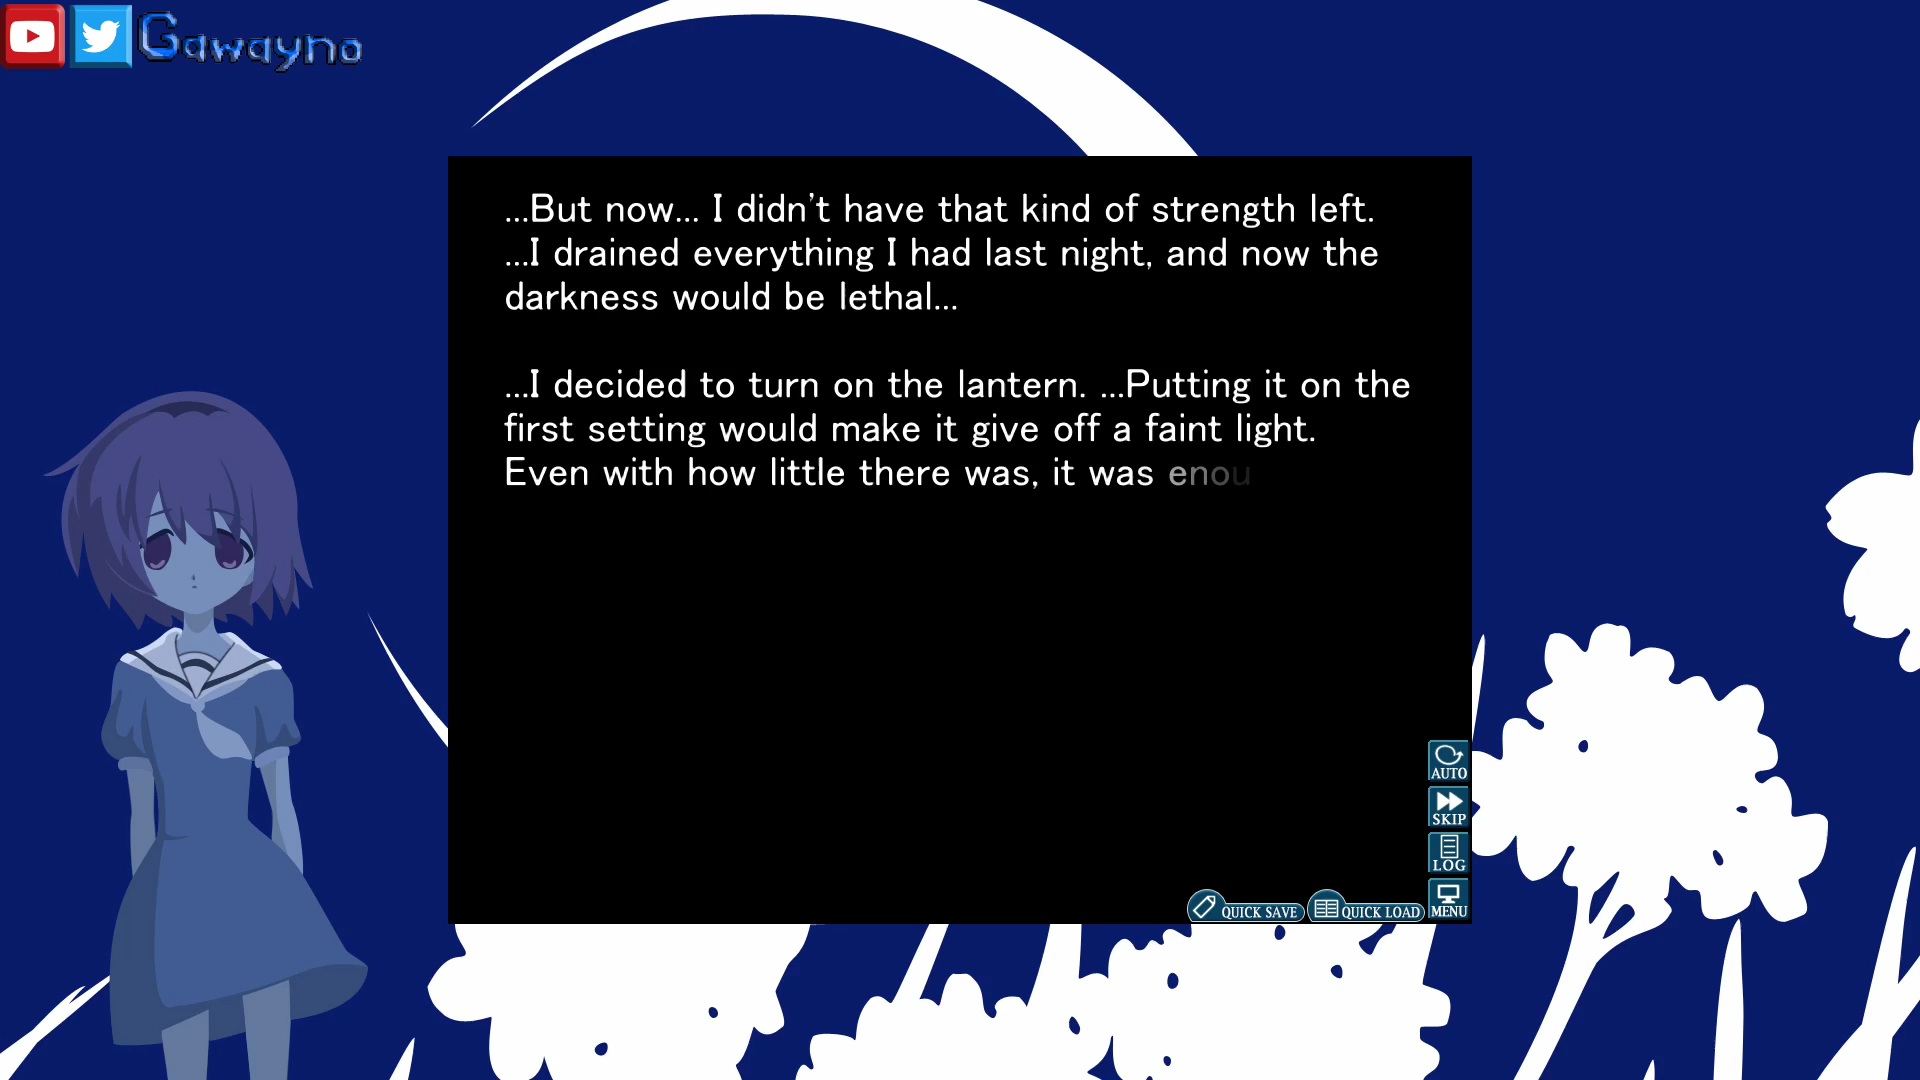 Gawayno
...But now... I didn't have that kind of strength left.
...I drained everything I had last night, and now the
darkness would be lethal...
...I decided to turn on the lantern. ...Putting it on the
first setting would make it give off a faint light.
Even with how little there was, it was enou
AUTO
SKIP
LOG
MENU
QUICK SAVE
QUICK LOAD